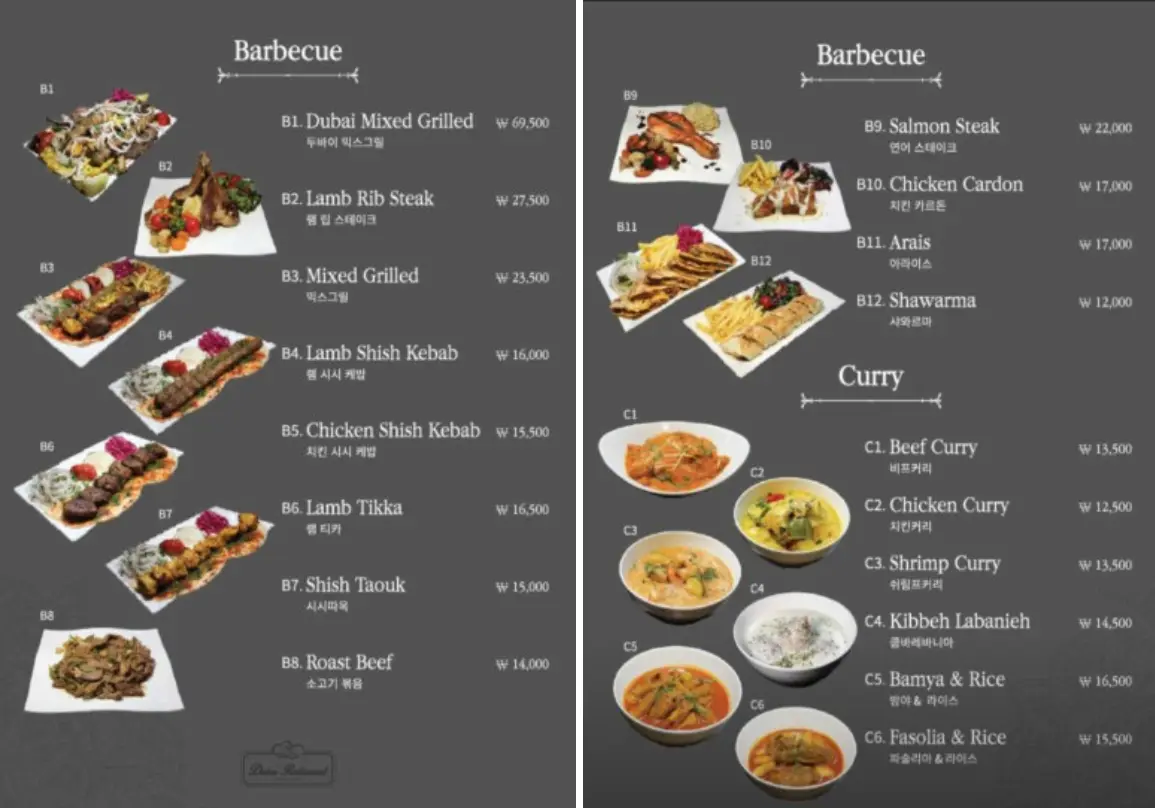 Barbecue
B1
B1. Dubai Mixed Grilled ₩ 69,500
두바이 믹스그릴
B2
B2. Lamb Rib Steak ₩ 27,500
램 립 스테이크
B3
B3. Mixed Grilled ₩ 23,500
믹스그릴
B4
B4. Lamb Shish Kebab ₩ 16,000
램 시시 케밥
B5. Chicken Shish Kebab ₩ 15,500
치킨 시시 케밥
B6
B6. Lamb Tikka ₩ 16,500
램 티카
B7
B7. Shish Taouk ₩ 15,000
시시따욱
B8
B8. Roast Beef ₩ 14,000
소고기 볶음
Barbecue
B9
B9. Salmon Steak ₩ 22,000
연어 스테이크
B10
B10. Chicken Cardon ₩ 17,000
치킨 카르돈
B11
B11. Arais ₩ 17,000
아라이스
B12
B12. Shawarma ₩ 12,000
샤와르마
Curry
C1
C1. Beef Curry ₩ 13,500
비프커리
C2
C2. Chicken Curry ₩ 12,500
치킨커리
C3
C3. Shrimp Curry ₩ 13,500
쉬림프커리
C4
C4. Kibbeh Labanieh ₩ 14,500
쿱바레바니아
C5
C5. Bamya & Rice ₩ 16,500
밤야 & 라이스
C6
C6. Fasolia & Rice ₩ 15,500
파솔리아 & 라이스